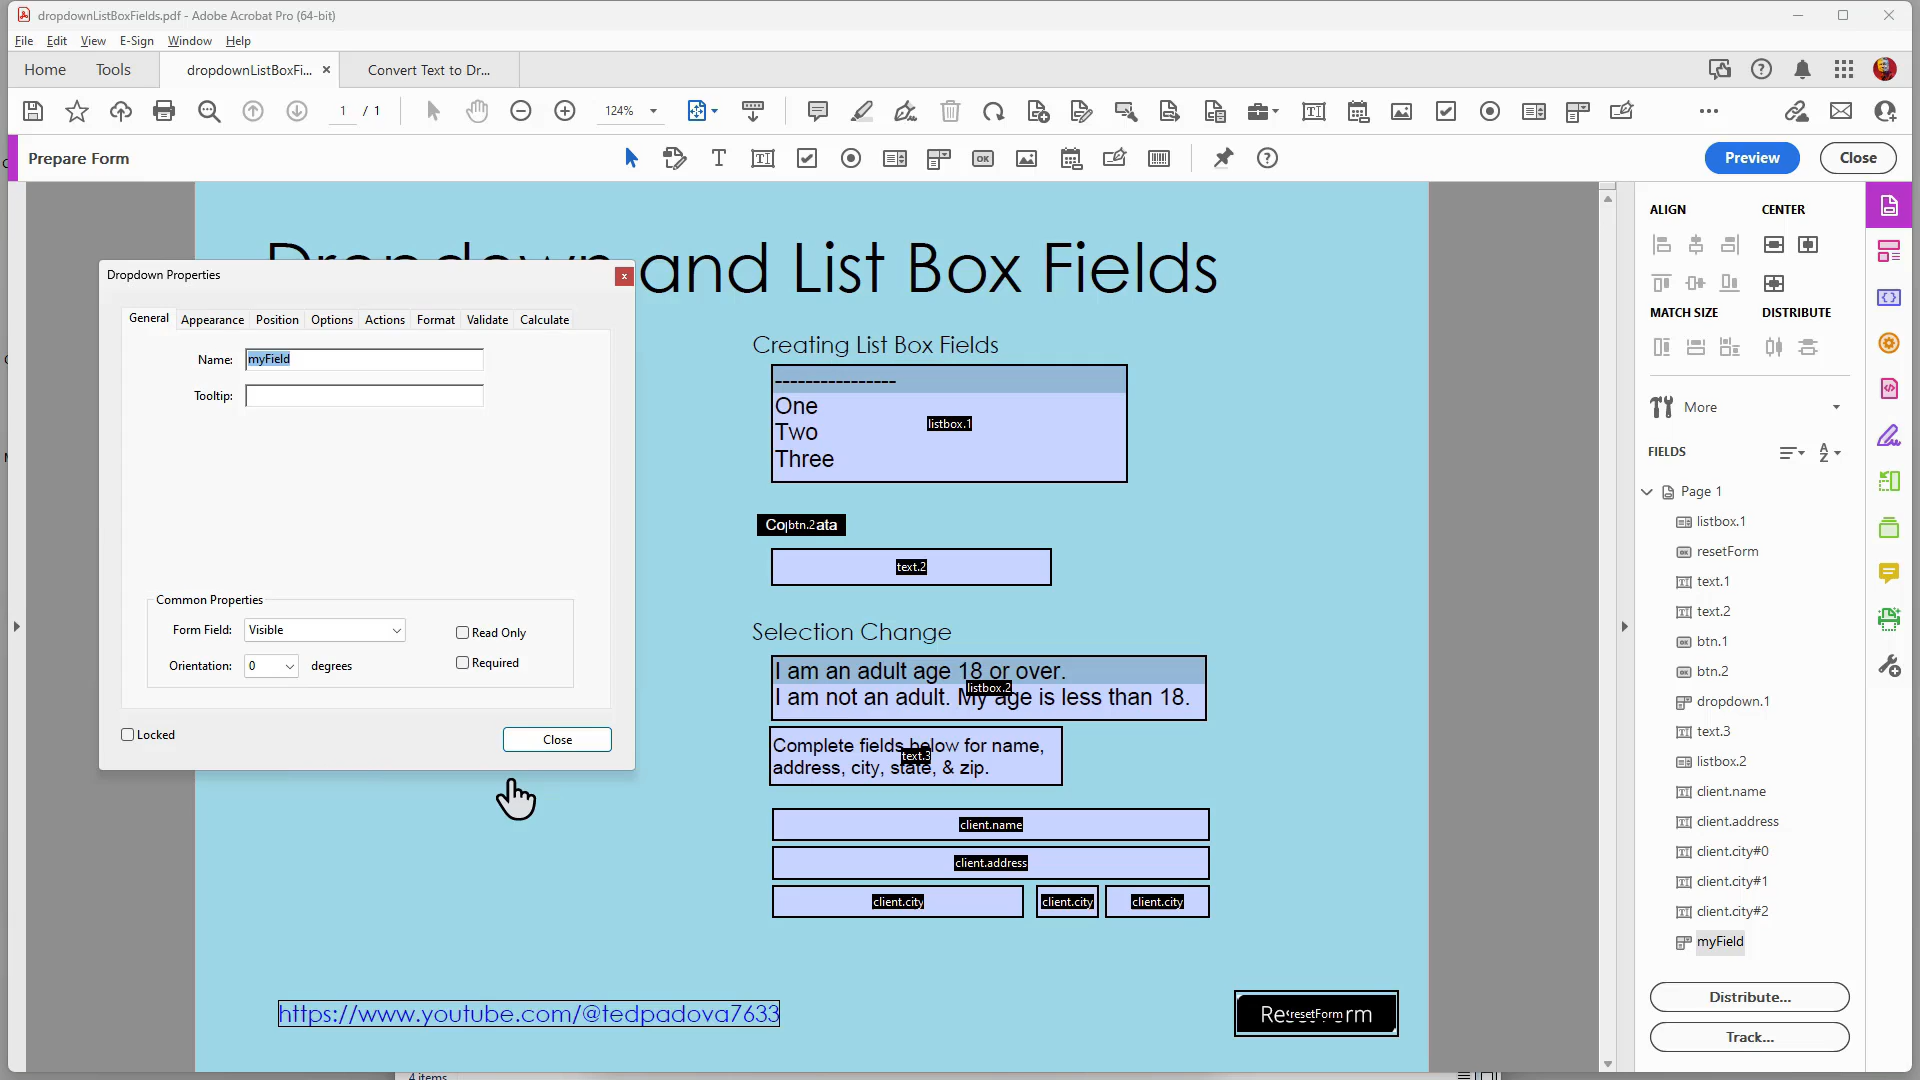 dropdownListBoxFields.pdf - Adobe Acrobat Pro (64-bit)
File Edit View E-Sign Window Help
Home Tools dropdownListBoxFi... × Convert Text to Dr...
1 / 1 124%
Prepare Form
Preview Close
and List Box Fields
Dropdown Properties
General Appearance Position Options Actions Format Validate Calculate
Name: myField
Tooltip:
Common Properties
Form Field: Visible
Read Only
Orientation: 0 degrees
Required
Locked
Close
Creating List Box Fields
----------------
One
Two
Three
listbox.1
btn.2
text.2
Selection Change
I am an adult age 18 or over.
listbox.2
I am not an adult. My age is less than 18.
Complete fields below for name,
text.3
address, city, state, & zip.
client.name
client.address
client.city client.city client.city
https://www.youtube.com/@tedpadova7633
resetForm
ALIGN CENTER
MATCH SIZE DISTRIBUTE
More
FIELDS
Page 1
listbox.1
resetForm
text.1
text.2
btn.1
btn.2
dropdown.1
text.3
listbox.2
client.name
client.address
client.city#0
client.city#1
client.city#2
myField
Distribute...
Track...
4 items